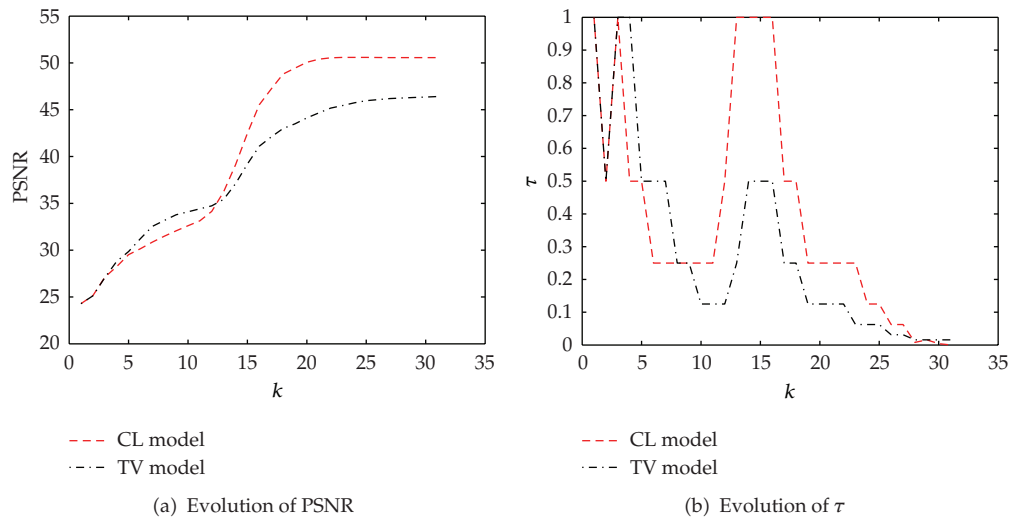 55
50
45
40
35
30
25
20
PSNR
0 5 10 15 20 25 30 35
k
CL model
TV model
(a) Evolution of PSNR
1
0.9
0.8
0.7
0.6
0.5
0.4
0.3
0.2
0.1
0
τ
0 5 10 15 20 25 30 35
k
CL model
TV model
(b) Evolution of τ